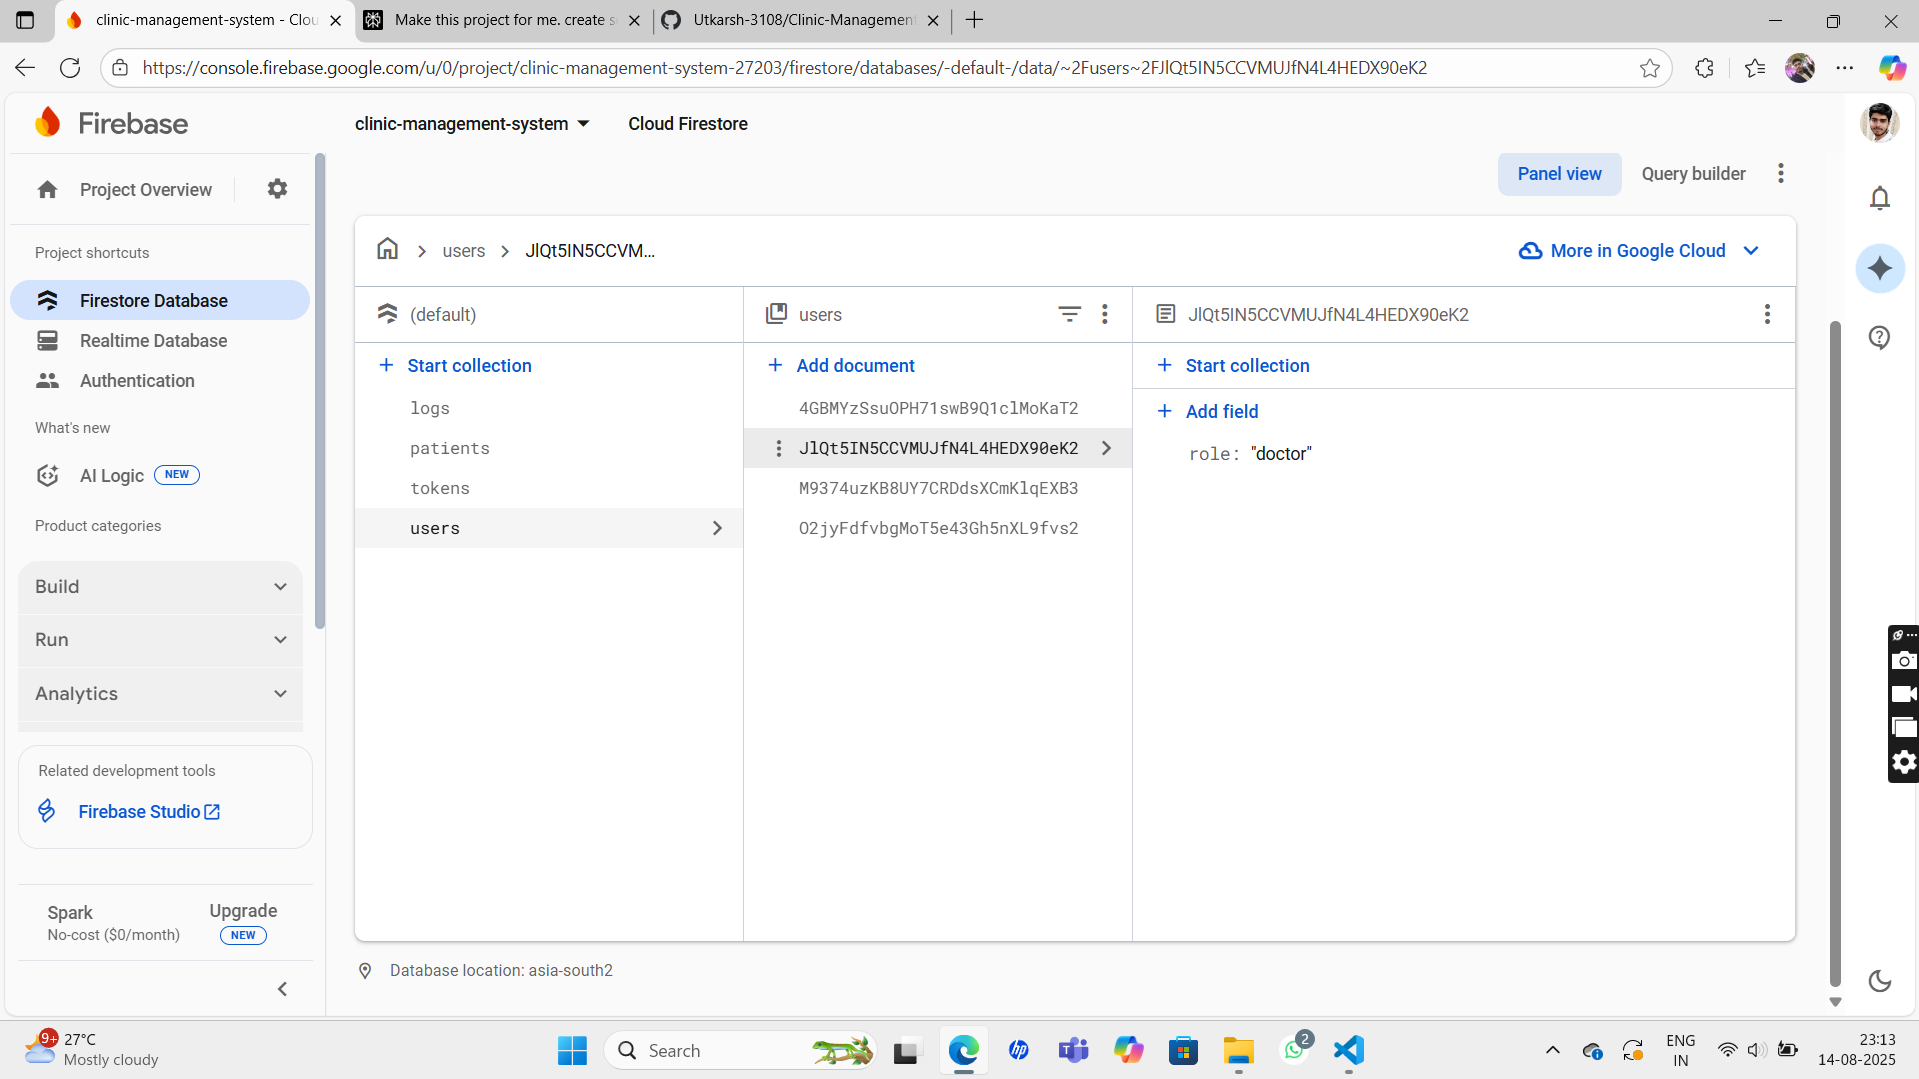 clinic-management-system - Clou
Make this project for me. create s
Utkarsh-3108/Clinic-Management
https://console.firebase.google.com/u/0/project/clinic-management-system-27203/firestore/databases/-default-/data/~2Fusers~2FJlQt5IN5CCVMUJfN4L4HEDX90eK2
Firebase
clinic-management-system
Cloud Firestore
Project Overview
Panel view
Query builder
Project shortcuts
users
JlQt5IN5CCVM...
More in Google Cloud
Firestore Database
Realtime Database
Authentication
What's new
AI Logic
NEW
Product categories
Build
Run
Analytics
Related development tools
Firebase Studio
Spark
No-cost ($0/month)
Upgrade
NEW
(default)
Start collection
logs
patients
tokens
users
users
Add document
4GBMYzSsuOPH71swB9Q1clMoKaT2
JlQt5IN5CCVMUJfN4L4HEDX90eK2
M9374uzKB8UY7CRDdsXCmKlqEXB3
O2jyFdfvbgMoT5e43Gh5nXL9fvs2
JlQt5IN5CCVMUJfN4L4HEDX90eK2
Start collection
Add field
role: "doctor"
Database location: asia-south2
9+
27°C
Mostly cloudy
Search
hp
2
ENG
IN
23:13
14-08-2025